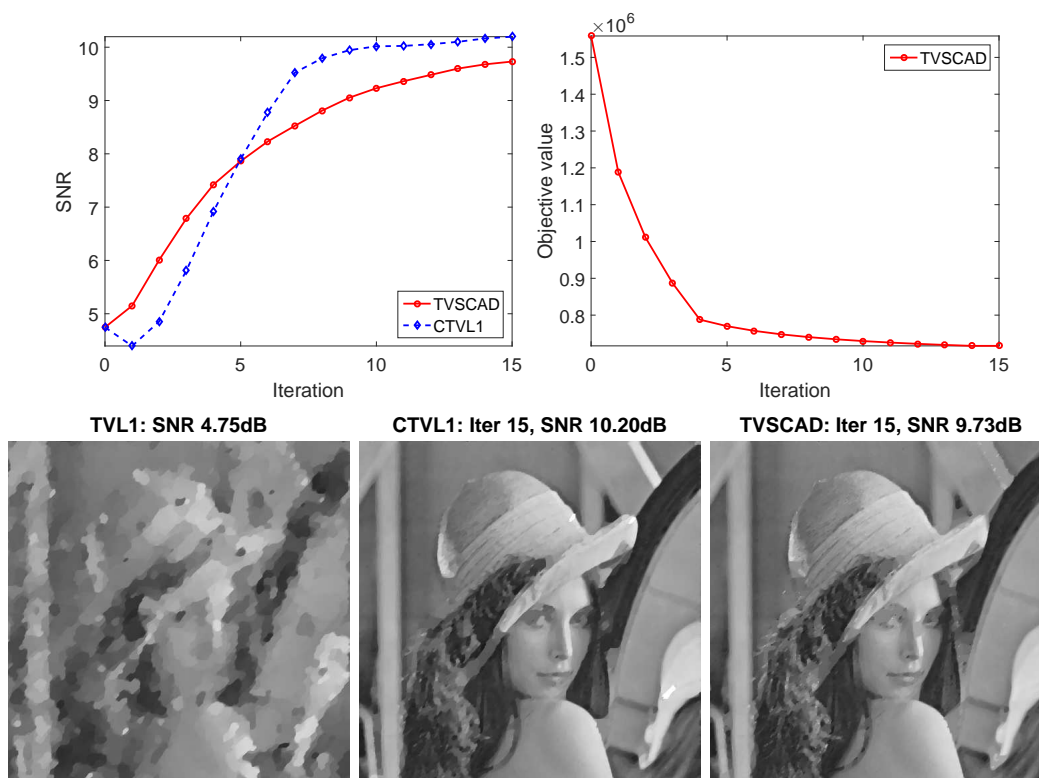 10
9
8
7
6
5
SNR
0
5
10
15
Iteration
TVSCAD
CTVL1
×10^6
1.5
1.4
1.3
1.2
1.1
1
0.9
0.8
Objective value
0
5
10
15
Iteration
TVSCAD
TVL1: SNR 4.75dB
CTVL1: Iter 15, SNR 10.20dB
TVSCAD: Iter 15, SNR 9.73dB